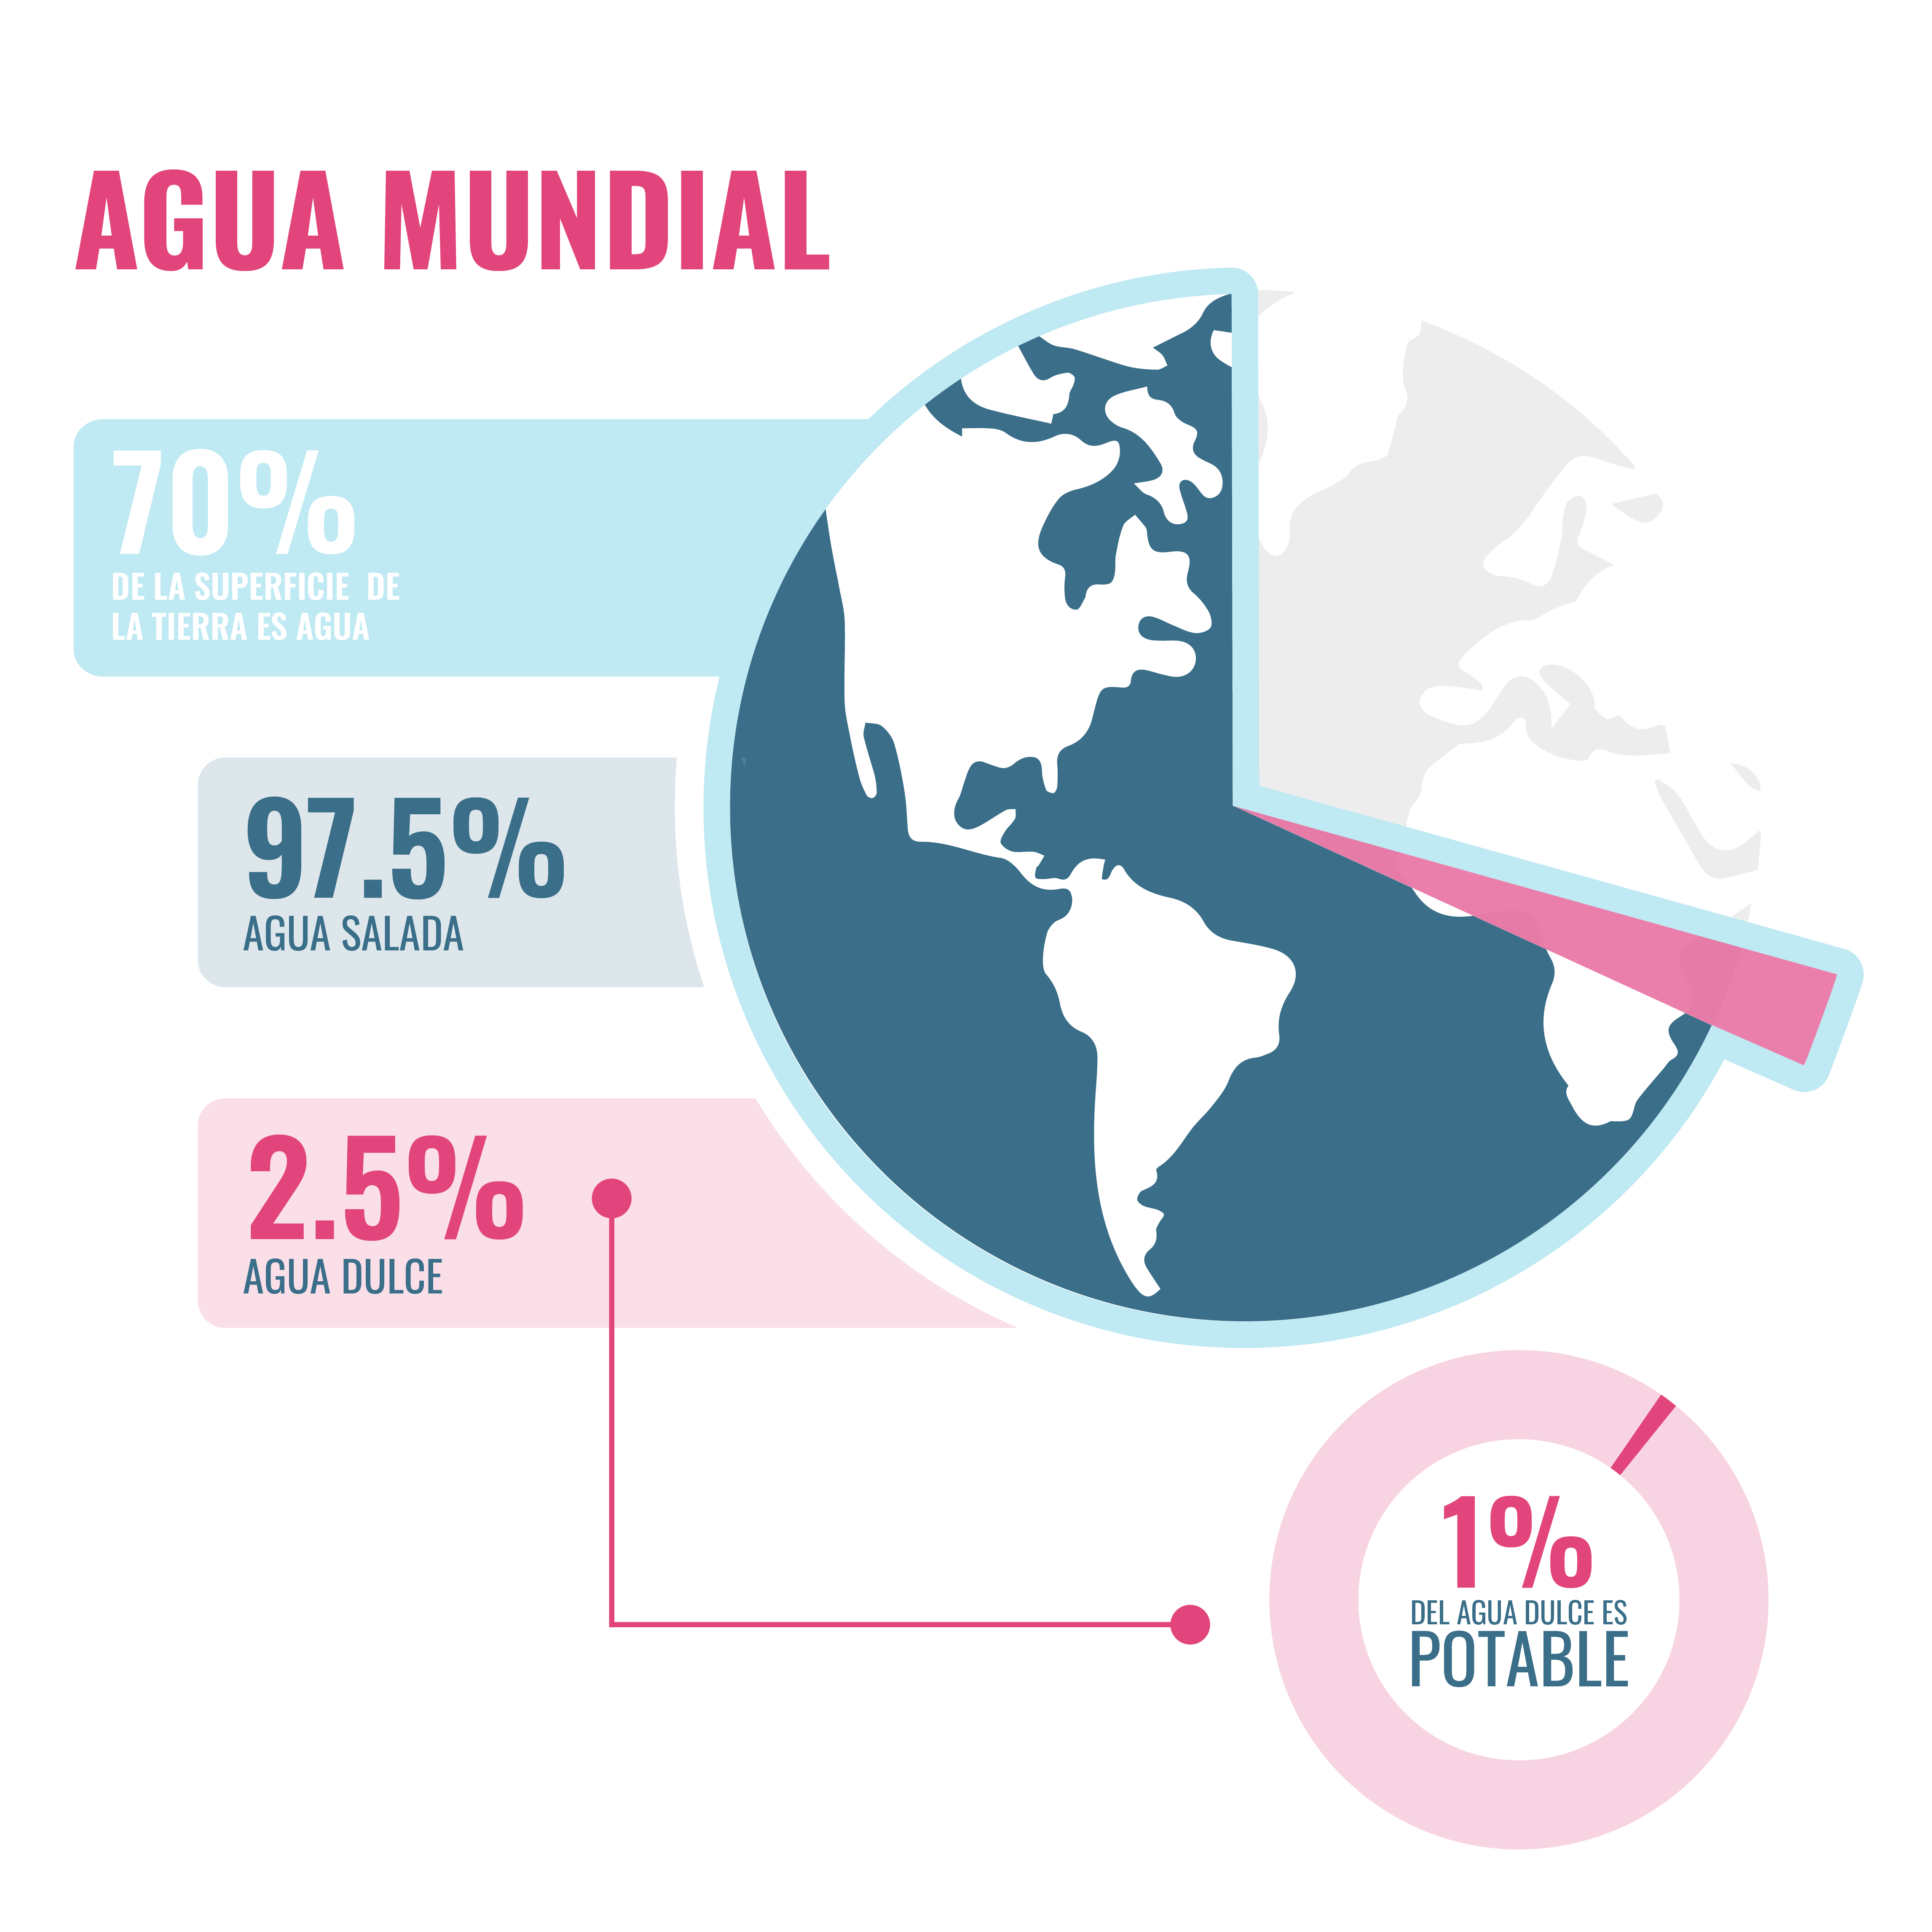 AGUA MUNDIAL
70%
DE LA SUPERFICIE DE
LA TIERRA ES AGUA
97.5%
AGUA SALADA
2.5%
AGUA DULCE
1%
DEL AGUA DULCE ES
POTABLE